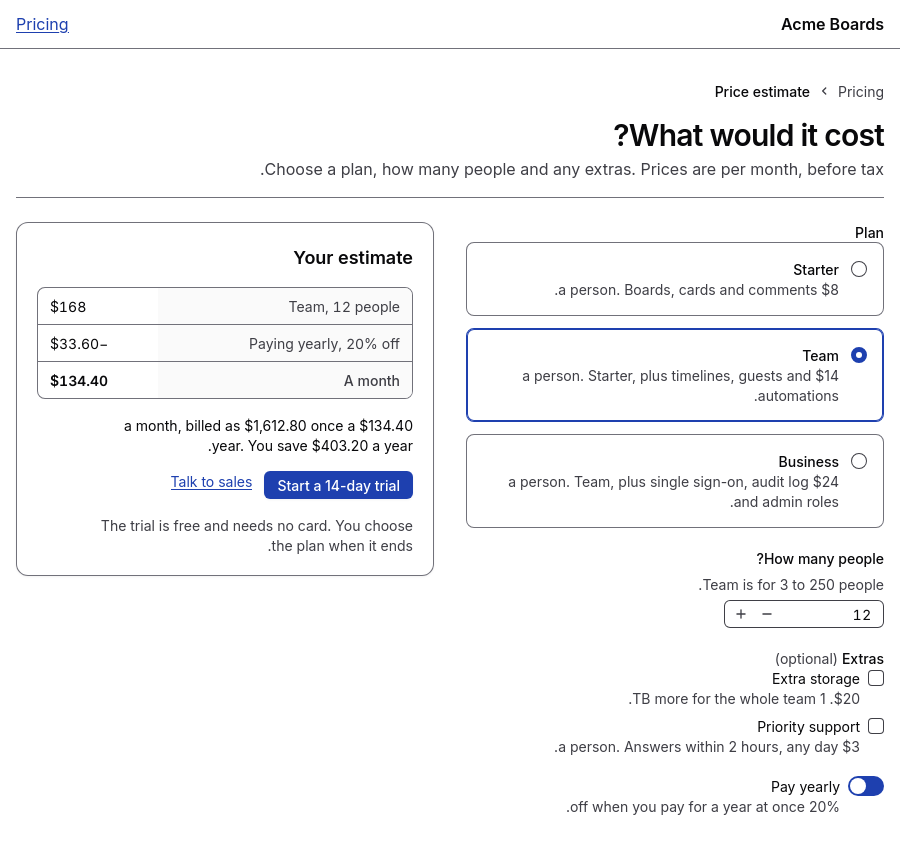 Acme Boards
Pricing
Price estimate ‹ Pricing
?What would it cost
.Choose a plan, how many people and any extras. Prices are per month, before tax
Plan
Starter
.a person. Boards, cards and comments $8
Team
a person. Starter, plus timelines, guests and $14
.automations
Business
a person. Team, plus single sign-on, audit log $24
.and admin roles
?How many people
.Team is for 3 to 250 people
+ − 12
(optional) Extras
Extra storage
.TB more for the whole team 1 .$20
Priority support
.a person. Answers within 2 hours, any day $3
Pay yearly
.off when you pay for a year at once 20%
Your estimate
$168 Team, 12 people
$33.60− Paying yearly, 20% off
$134.40 A month
a month, billed as $1,612.80 once a $134.40
.year. You save $403.20 a year
Talk to sales Start a 14-day trial
The trial is free and needs no card. You choose
.the plan when it ends